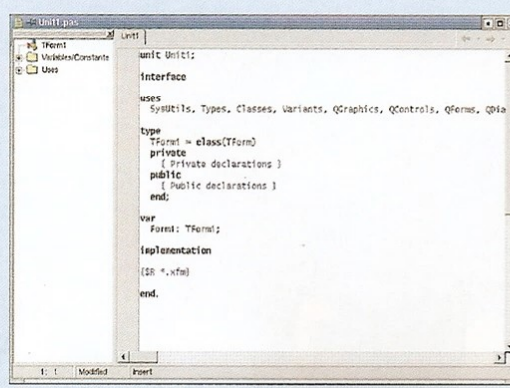 Unit1.pas
TForm1
Variables/Constants
Uses
Unit1
unit Unit1;
interface
uses
SysUtils, Types, Classes, Variants, QGraphics, QControls, QForms, QDia
type
TForm1 = class(TForm)
private
{ Private declarations }
public
{ Public declarations }
end;
var
Form1: TForm1;
implementation
{$R *.xfm}
end.
1: 1 Modified Insert